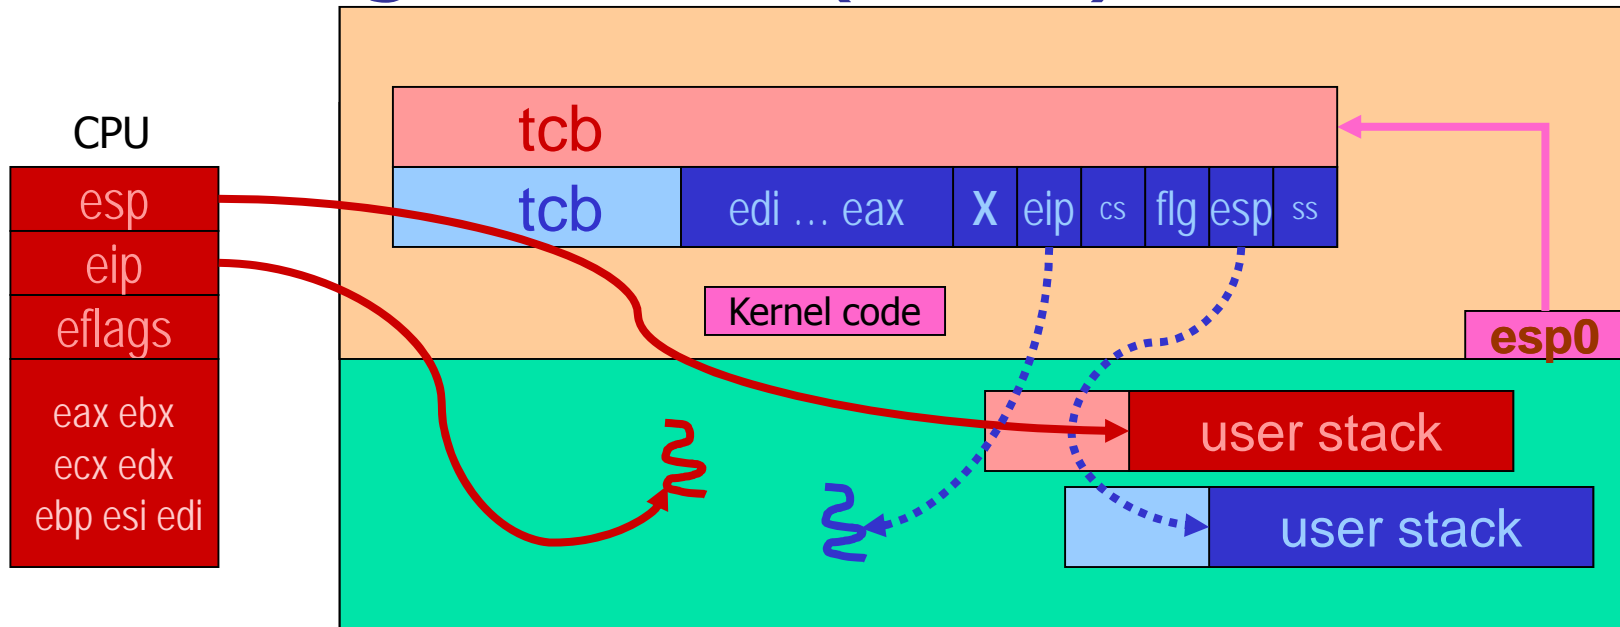 CPU
esp
eip
eflags
eax ebx
ecx edx
ebp esi edi
tcb
tcb edi ... eax X eip cs flg esp ss
Kernel code
esp0
user stack
user stack